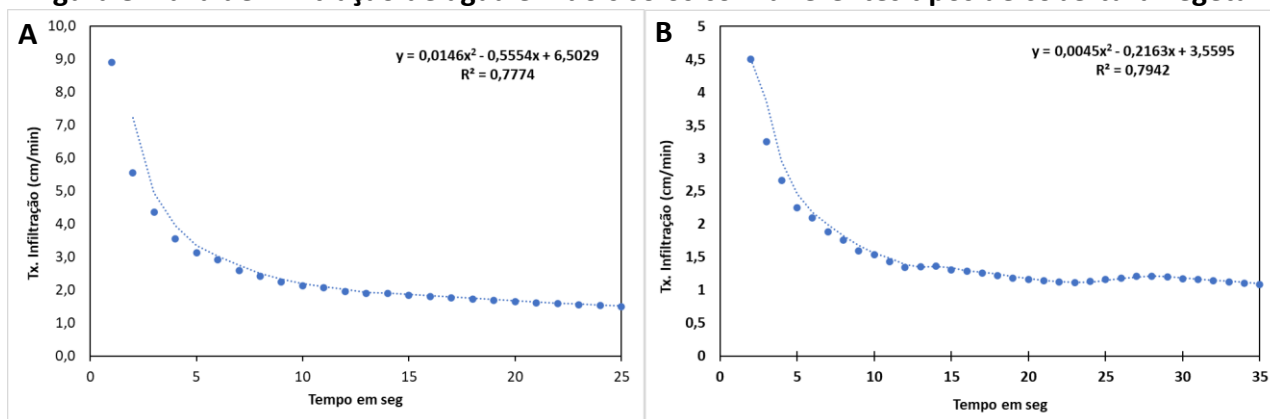 A
y = 0,0146x² - 0,5554x + 6,5029
R² = 0,7774
Tx. Infiltração (cm/min)
10,0
9,0
8,0
7,0
6,0
5,0
4,0
3,0
2,0
1,0
0,0
0 5 10 15 20 25
Tempo em seg
B
y = 0,0045x² - 0,2163x + 3,5595
R² = 0,7942
Tx. Infiltração (cm/min)
5
4,5
4
3,5
3
2,5
2
1,5
1
0,5
0
0 5 10 15 20 25 30 35
Tempo em seg